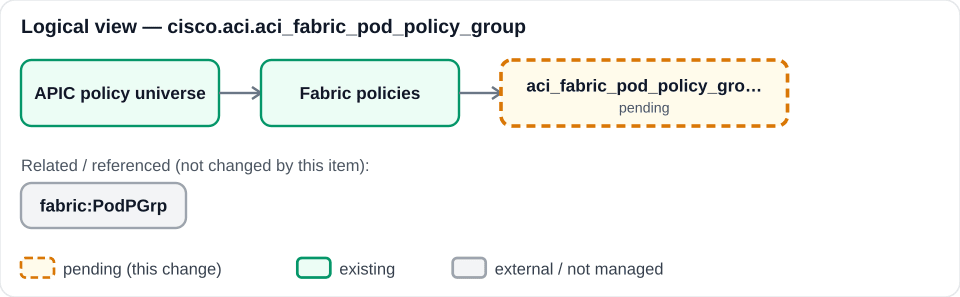 Logical view — cisco.aci.aci_fabric_pod_policy_group
APIC policy universe
Fabric policies
aci_fabric_pod_policy_gro…
pending
Related / referenced (not changed by this item):
fabric:PodPGrp
pending (this change)
existing
external / not managed